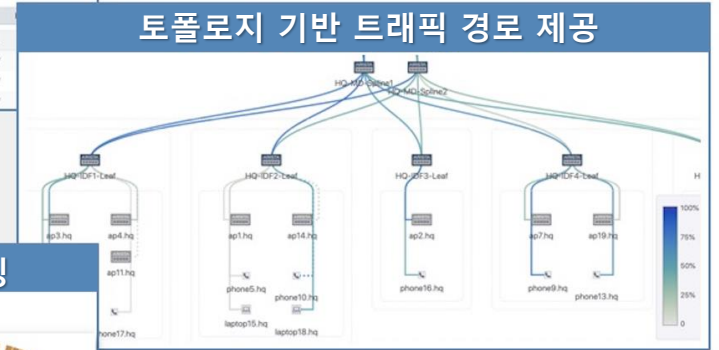 토폴로지 기반 트래픽 경로 제공
HQ-MD-Spline1
HQ-MD-Spline2
HQ-IDF1-Leaf
HQ-IDF2-Leaf
HQ-IDF3-Leaf
HQ-IDF4-Leaf
H
ap3.hq
ap4.hq
ap1.hq
ap14.hq
ap2.hq
ap7.hq
ap19.hq
100%
75%
50%
25%
0
ap11.hq
phone5.hq
phone10.hq
phone16.hq
phone9.hq
phone13.hq
hone17.hq
laptop15.hq
laptop18.hq